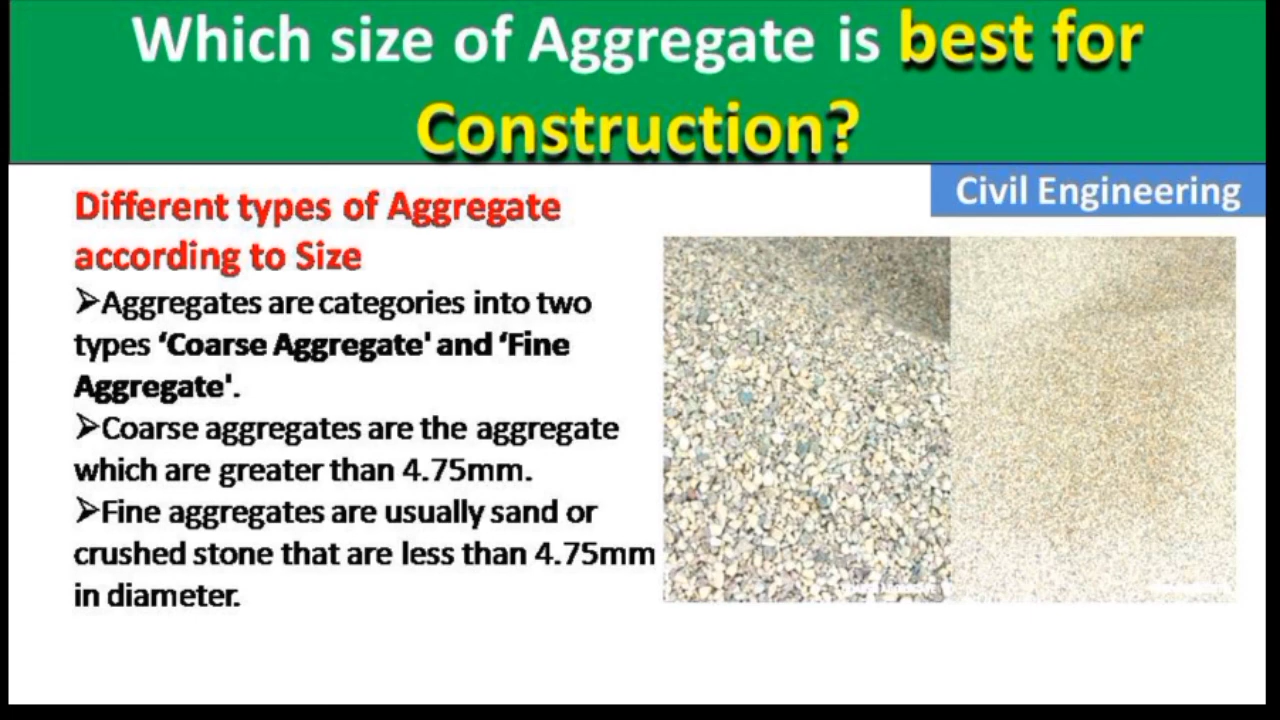 Which size of Aggregate is best for
Construction?
Civil Engineering
Different types of Aggregate
according to Size
➢Aggregates are categories into two
types ‘Coarse Aggregate' and ‘Fine
Aggregate'.
➢Coarse aggregates are the aggregate
which are greater than 4.75mm.
➢Fine aggregates are usually sand or
crushed stone that are less than 4.75mm
in diameter.